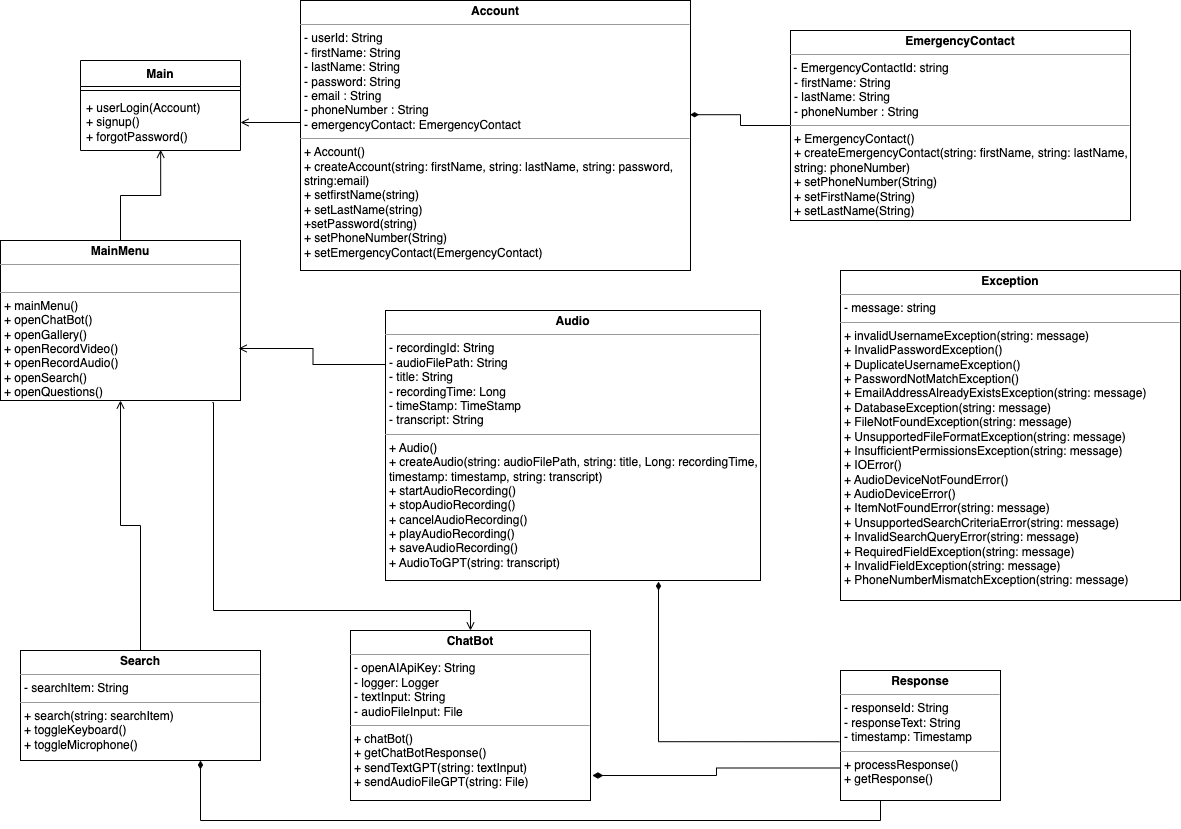 Account
- userId: String
- firstName: String
- lastName: String
- password: String
- email : String
- phoneNumber : String
- emergencyContact: EmergencyContact
+ Account()
+ createAccount(string: firstName, string: lastName, string: password,
string:email)
+ setfirstName(string)
+ setLastName(string)
+setPassword(string)
+ setPhoneNumber(String)
+ setEmergencyContact(EmergencyContact)
EmergencyContact
- EmergencyContactId: string
- firstName: String
- lastName: String
- phoneNumber : String
+ EmergencyContact()
+ createEmergencyContact(string: firstName, string: lastName,
string: phoneNumber)
+ setPhoneNumber(String)
+ setFirstName(String)
+ setLastName(String)
Main
+ userLogin(Account)
+ signup()
+ forgotPassword()
MainMenu
+ mainMenu()
+ openChatBot()
+ openGallery()
+ openRecordVideo()
+ openRecordAudio()
+ openSearch()
+ openQuestions()
Audio
- recordingId: String
- audioFilePath: String
- title: String
- recordingTime: Long
- timeStamp: TimeStamp
- transcript: String
+ Audio()
+ createAudio(string: audioFilePath, string: title, Long: recordingTime,
timestamp: timestamp, string: transcript)
+ startAudioRecording()
+ stopAudioRecording()
+ cancelAudioRecording()
+ playAudioRecording()
+ saveAudioRecording()
+ AudioToGPT(string: transcript)
Exception
- message: string
+ invalidUsernameException(string: message)
+ InvalidPasswordException()
+ DuplicateUsernameException()
+ PasswordNotMatchException()
+ EmailAddressAlreadyExistsException(string: message)
+ DatabaseException(string: message)
+ FileNotFoundException(string: message)
+ UnsupportedFileFormatException(string: message)
+ InsufficientPermissionsException(string: message)
+ IOError()
+ AudioDeviceNotFoundError()
+ AudioDeviceError()
+ ItemNotFoundError(string: message)
+ UnsupportedSearchCriteriaError(string: message)
+ InvalidSearchQueryError(string: message)
+ RequiredFieldException(string: message)
+ InvalidFieldException(string: message)
+ PhoneNumberMismatchException(string: message)
Search
- searchItem: String
+ search(string: searchItem)
+ toggleKeyboard()
+ toggleMicrophone()
ChatBot
- openAIApiKey: String
- logger: Logger
- textInput: String
- audioFileInput: File
+ chatBot()
+ getChatBotResponse()
+ sendTextGPT(string: textInput)
+ sendAudioFileGPT(string: File)
Response
- responseId: String
- responseText: String
- timestamp: Timestamp
+ processResponse()
+ getResponse()